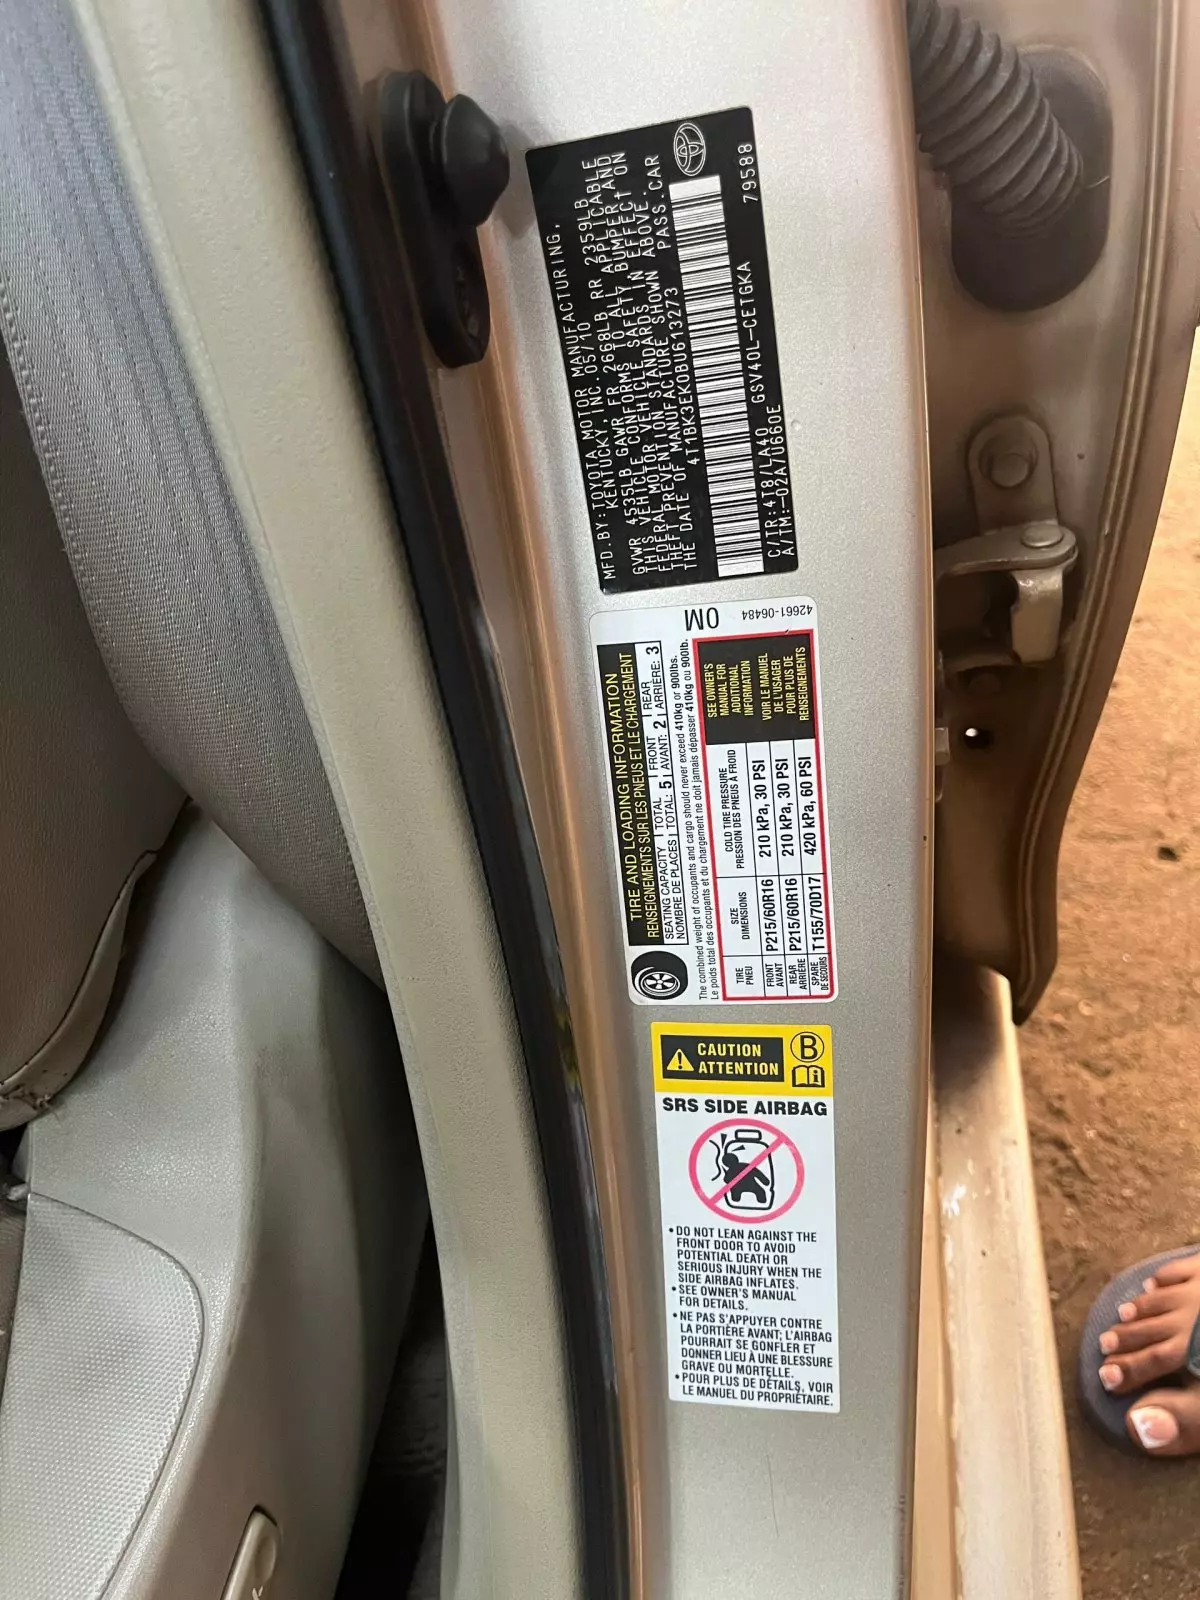 MFD.BY:TOYOTA MOTOR MANUFACTURING,
KENTUCKY, INC.05/10
GVWR 4535LB GAWR FR 2668LB RR 2359LB
THIS VEHICLE CONFORMS TO ALL APPLICABLE
FEDERAL MOTOR VEHICLE SAFETY, BUMPER, AND
THEFT PREVENTION STANDARDS IN EFFECT ON
THE DATE OF MANUFACTURE SHOWN ABOVE.
4T1BK3EK0BU613273 PASS.CAR
C/TR:4T8/LA40 GSV40L-CETGKA 79588
A/TM:-02A/U660E
TIRE AND LOADING INFORMATION
RENSEIGNEMENTS SUR LES PNEUS ET LE CHARGEMENT
0M
42661-06484
SEATING CAPACITY TOTAL FRONT REAR
NOMBRE DE PLACES TOTAL: 5 AVANT: 2 ARRIÈRE: 3
The combined weight of occupants and cargo should never exceed 410kg or 900lbs.
Le poids total des occupants et du chargement ne doit jamais dépasser 410kg ou 900lb.
TIRE SIZE COLD TIRE PRESSURE
PNEU DIMENSIONS PRESSION DES PNEUS À FROID
FRONT
AVANT P215/60R16 210 kPa, 30 PSI
REAR
ARRIÈRE P215/60R16 210 kPa, 30 PSI
SPARE
DE SECOURS T155/70D17 420 kPa, 60 PSI
SEE OWNER'S
MANUAL FOR
ADDITIONAL
INFORMATION
VOIR LE MANUEL
DE L'USAGER
POUR PLUS DE
RENSEIGNEMENTS
CAUTION
ATTENTION
B
SRS SIDE AIRBAG
• DO NOT LEAN AGAINST THE
FRONT DOOR TO AVOID
POTENTIAL DEATH OR
SERIOUS INJURY WHEN THE
SIDE AIRBAG INFLATES.
• SEE OWNER'S MANUAL
FOR DETAILS.
• NE PAS S'APPUYER CONTRE
LA PORTIÈRE AVANT; L'AIRBAG
POURRAIT SE GONFLER ET
DONNER LIEU À UNE BLESSURE
GRAVE OU MORTELLE.
• POUR PLUS DE DÉTAILS, VOIR
LE MANUEL DU PROPRIÉTAIRE.